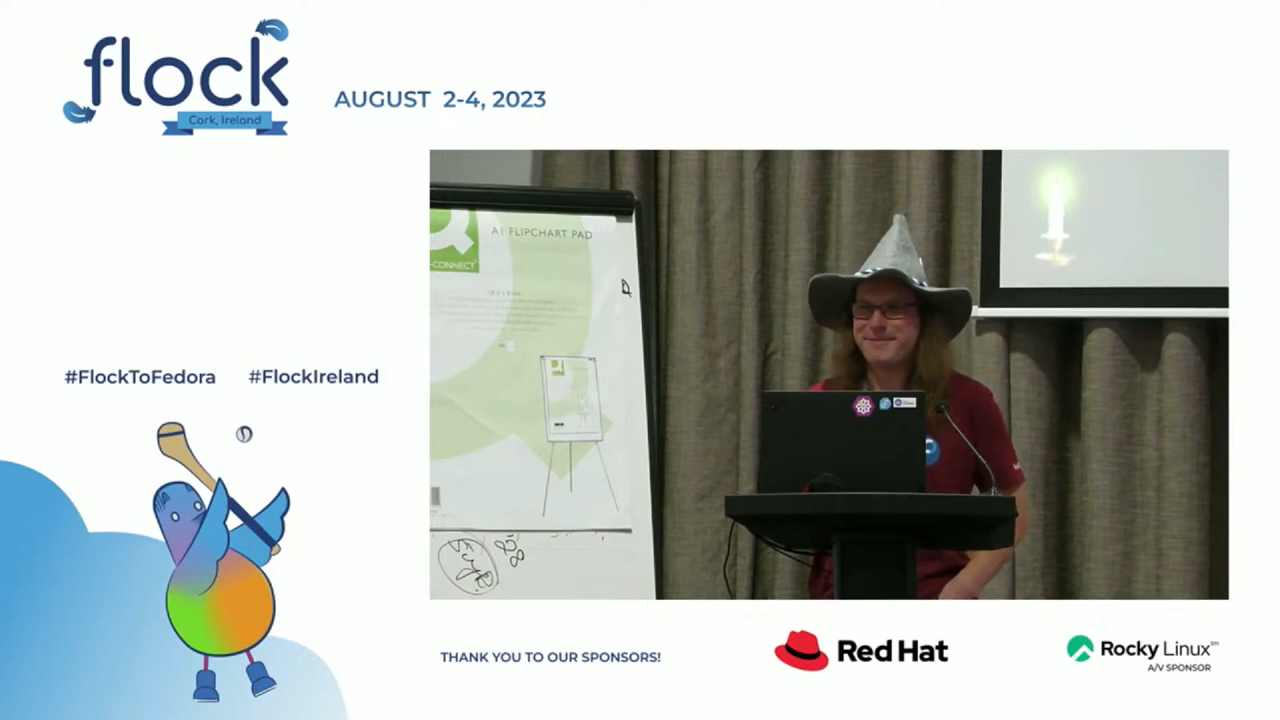 flock
Cork, Ireland
AUGUST 2-4, 2023
A1 FLIPCHART PAD
-CONNECT
#FlockToFedora #FlockIreland
THANK YOU TO OUR SPONSORS!
Red Hat
Rocky Linux™
A/V SPONSOR